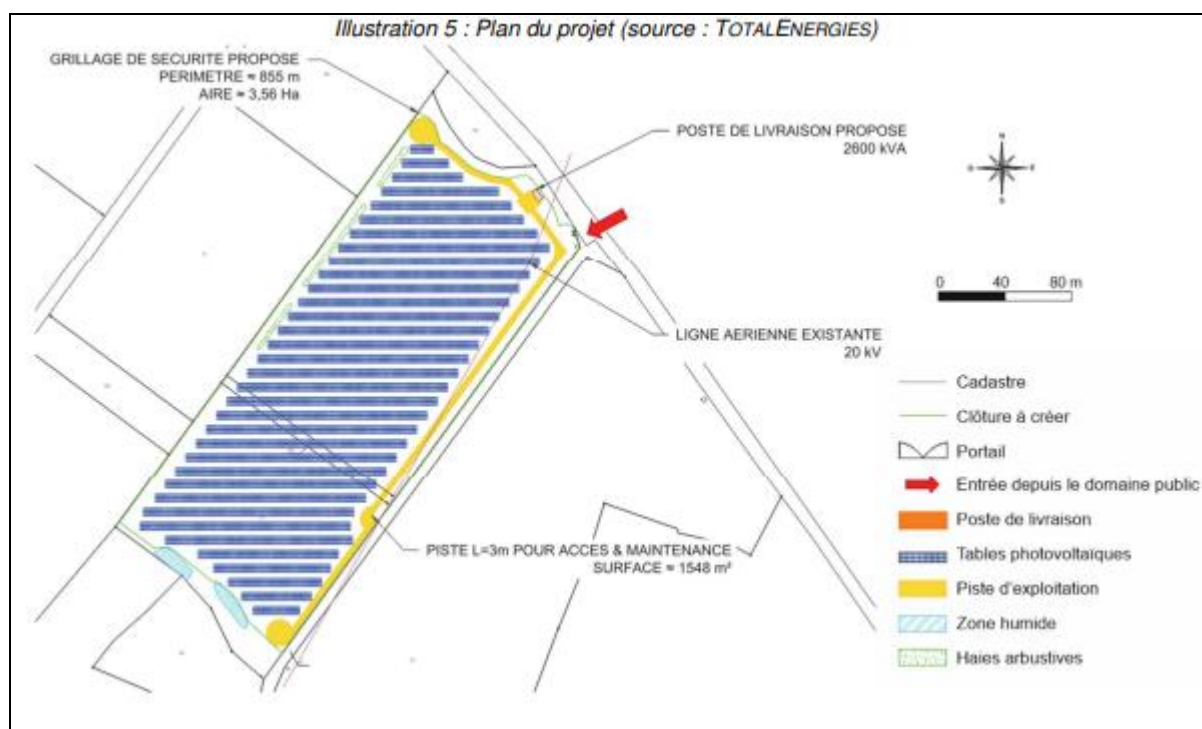 Illustration 5 : Plan du projet (source : TOTALENERGIES)
GRILLAGE DE SECURITE PROPOSE
PERIMETRE ≈ 855 m
AIRE ≈ 3,56 Ha
POSTE DE LIVRAISON PROPOSE
2600 kVA
N
E
S
0 40 80 m
LIGNE AERIENNE EXISTANTE
20 kV
Cadastre
Clôture à créer
Portail
Entrée depuis le domaine public
Poste de livraison
Tables photovoltaïques
Piste d'exploitation
Zone humide
Haies arbustives
PISTE L=3m POUR ACCES & MAINTENANCE
SURFACE ≈ 1548 m²